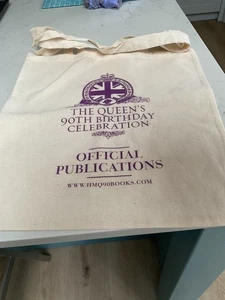 THE QUEEN'S
90TH BIRTHDAY
CELEBRATION
OFFICIAL
PUBLICATIONS
WWW.HMQ90BOOKS.COM